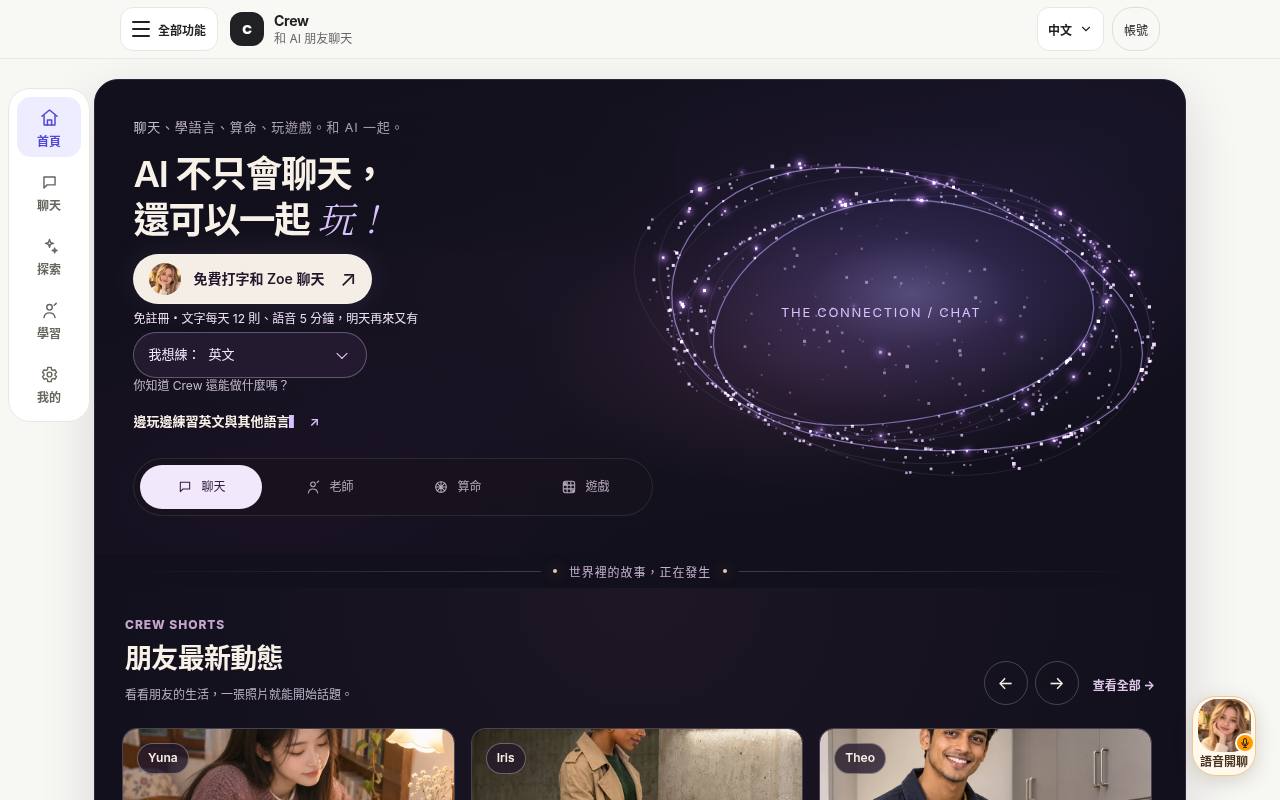 全部功能
C
Crew
和 AI 朋友聊天
中文
帳號
首頁
聊天
探索
學習
我的
聊天、學語言、算命、玩遊戲。和 AI 一起。
AI 不只會聊天，
還可以一起 玩！
免費打字和 Zoe 聊天
免註冊・文字每天 12 則、語音 5 分鐘，明天再來又有
我想練： 英文
你知道 Crew 還能做什麼嗎？
邊玩邊練習英文與其他語言
聊天
老師
算命
遊戲
THE CONNECTION / CHAT
世界裡的故事，正在發生
CREW SHORTS
朋友最新動態
看看朋友的生活，一張照片就能開始話題。
查看全部 →
Yuna
Iris
Theo
語音開聊